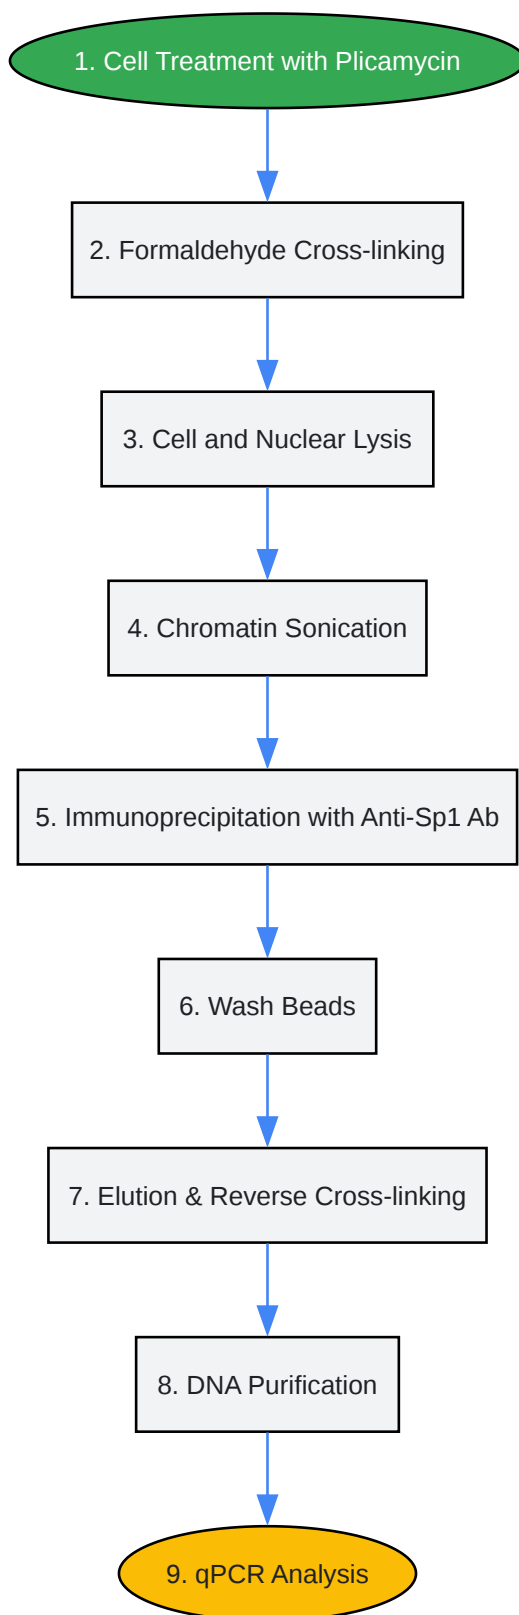 1. Cell Treatment with Plicamycin
2. Formaldehyde Cross-linking
3. Cell and Nuclear Lysis
4. Chromatin Sonication
5. Immunoprecipitation with Anti-Sp1 Ab
6. Wash Beads
7. Elution & Reverse Cross-linking
8. DNA Purification
9. qPCR Analysis